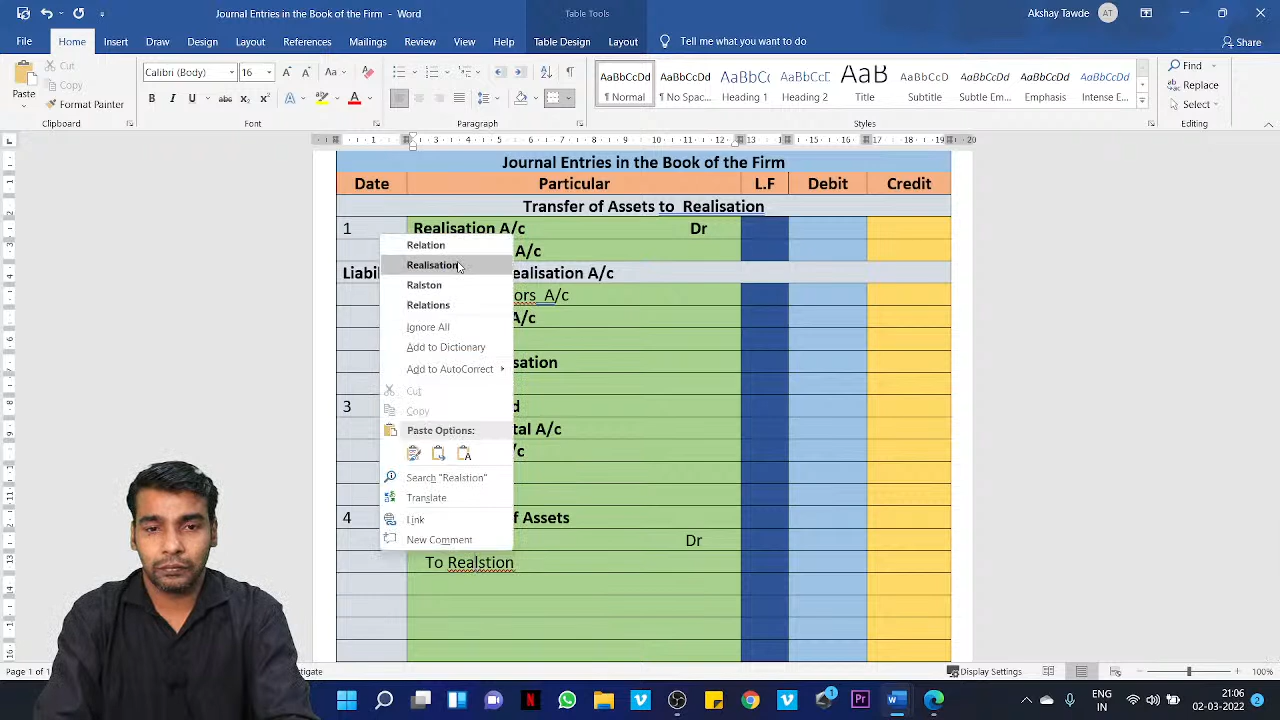 Journal Entries in the Book of the Firm - Word
Table Tools
Akshay Tawde AT
File Home Insert Draw Design Layout References Mailings Review View Help Table Design Layout Tell me what you want to do Share
Paste
Cut
Copy
Format Painter
Clipboard
Calibri (Body) 16
Font
Paragraph
AaBbCcDd AaBbCcDd AaBbCc AaBbCcE AaB AaBbCcD AaBbCcDd AaBbCcDd AaBbCcDd
¶ Normal ¶ No Spac... Heading 1 Heading 2 Title Subtitle Subtle Em... Emphasis Intense E...
Styles
Find
Replace
Select
Editing
Journal Entries in the Book of the Firm
Date Particular L.F Debit Credit
Transfer of Assets to Realisation
1 Realisation A/c Dr
A/c
Liabil ealisation A/c
ors A/c
A/c
sation
3 d
tal A/c
/c
4 f Assets
Dr
To Realstion
Relation
Realisation
Ralston
Relations
Ignore All
Add to Dictionary
Add to AutoCorrect
Cut
Copy
Paste Options:
Search "Realstion"
Translate
Link
New Comment
Page 1 of 1
Display Settings
100%
ENG
IN
21:06
02-03-2022
2